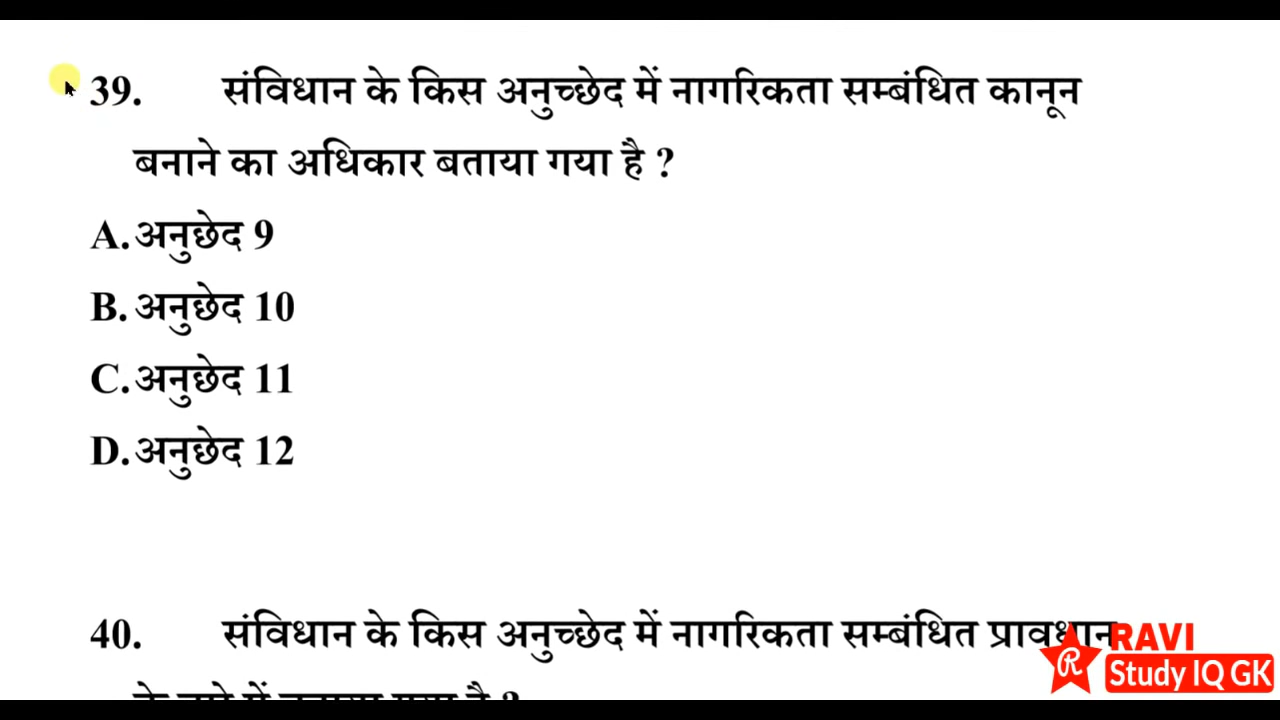 39. संविधान के किस अनुच्छेद में नागरिकता सम्बंधित कानून
बनाने का अधिकार बताया गया है ?
A. अनुछेद 9
B. अनुछेद 10
C. अनुछेद 11
D. अनुछेद 12
40. संविधान के किस अनुच्छेद में नागरिकता सम्बंधित प्रावधान
RAVI
R
Study IQ GK